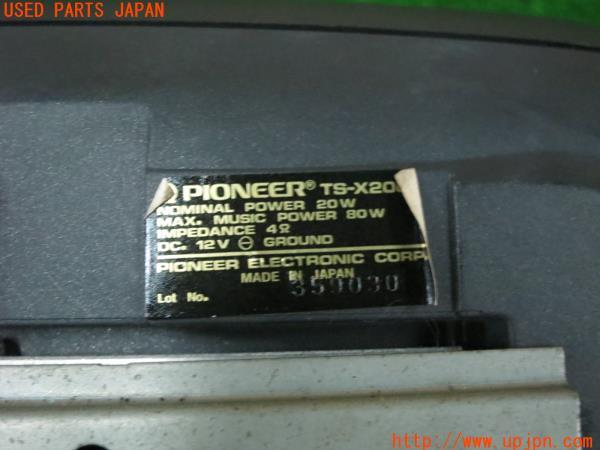 USED PARTS JAPAN
PIONEER® TS-X20
NOMINAL POWER 20W
MAX. MUSIC POWER 80W
IMPEDANCE 4Ω
DC. 12V ⊖ GROUND
PIONEER ELECTRONIC CORP
MADE IN JAPAN
Lot No. 359030
http://www.upjpn.com/